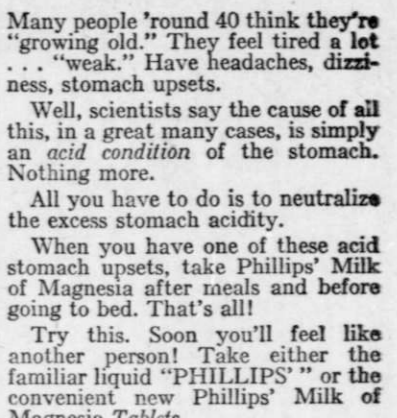 Many people 'round 40 think they're
"growing old." They feel tired a lot
. . . "weak." Have headaches, dizzi-
ness, stomach upsets.
Well, scientists say the cause of all
this, in a great many cases, is simply
an acid condition of the stomach.
Nothing more.
All you have to do is to neutralize
the excess stomach acidity.
When you have one of these acid
stomach upsets, take Phillips' Milk
of Magnesia after meals and before
going to bed. That's all!
Try this. Soon you'll feel like
another person! Take either the
familiar liquid "PHILLIPS' " or the
convenient new Phillips' Milk of
Magnesia Tablets